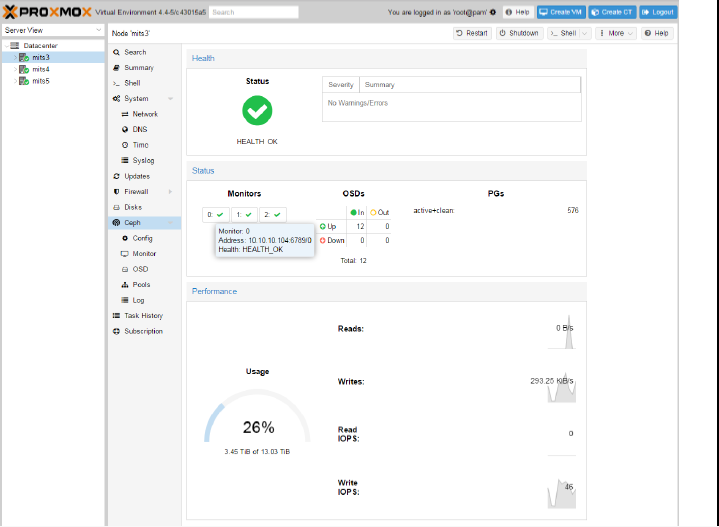 PROXMOX Virtual Environment 4.4-5/c43015a5 Search You are logged in as 'root@pam' Help Create VM Create CT Logout
Server View
Datacenter
mits3
mits4
mits5
Node 'mits3'
Restart Shutdown >_ Shell More Help
Search
Summary
>_ Shell
System
Network
DNS
Time
Syslog
Updates
Firewall
Disks
Ceph
Config
Monitor
OSD
Pools
Log
Task History
Subscription
Health
Status
HEALTH_OK
Severity Summary
No Warnings/Errors
Status
Monitors
0: 1: 2:
Monitor: 0
Address: 10.10.10.104:6789/0
Health: HEALTH_OK
OSDs
In Out
Up 12 0
Down 0 0
Total: 12
PGs
active+clean: 576
Performance
Usage
26%
3.45 TiB of 13.03 TiB
Reads: 0 B/s
Writes: 293.25 KiB/s
Read
IOPS: 0
Write
IOPS: 46